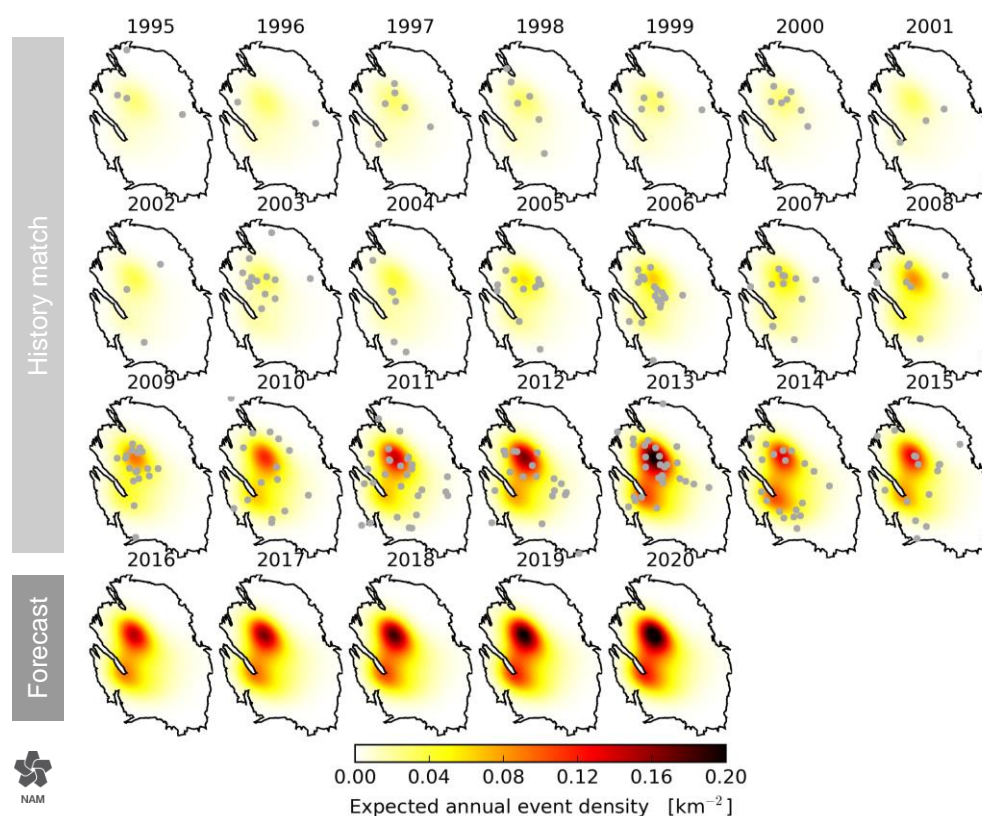 1995 1996 1997 1998 1999 2000 2001
History match
2002 2003 2004 2005 2006 2007 2008
2009 2010 2011 2012 2013 2014 2015
2016 2017 2018 2019 2020
Forecast
NAM
0.00 0.04 0.08 0.12 0.16 0.20
Expected annual event density [km⁻²]